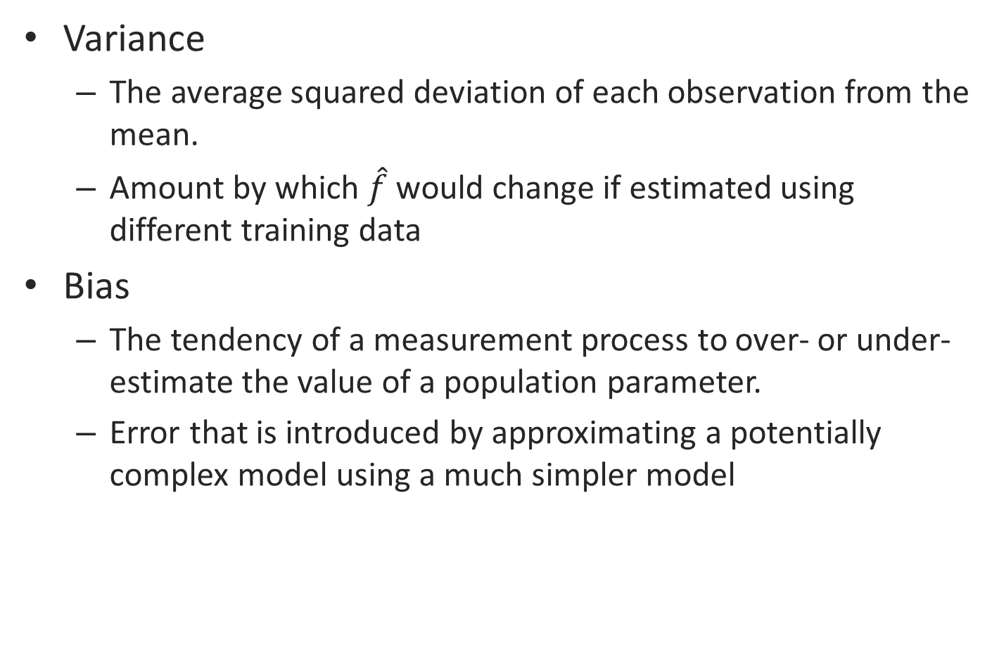 • Variance
– The average squared deviation of each observation from the
mean.
– Amount by which f̂ would change if estimated using
different training data
• Bias
– The tendency of a measurement process to over- or under-
estimate the value of a population parameter.
– Error that is introduced by approximating a potentially
complex model using a much simpler model